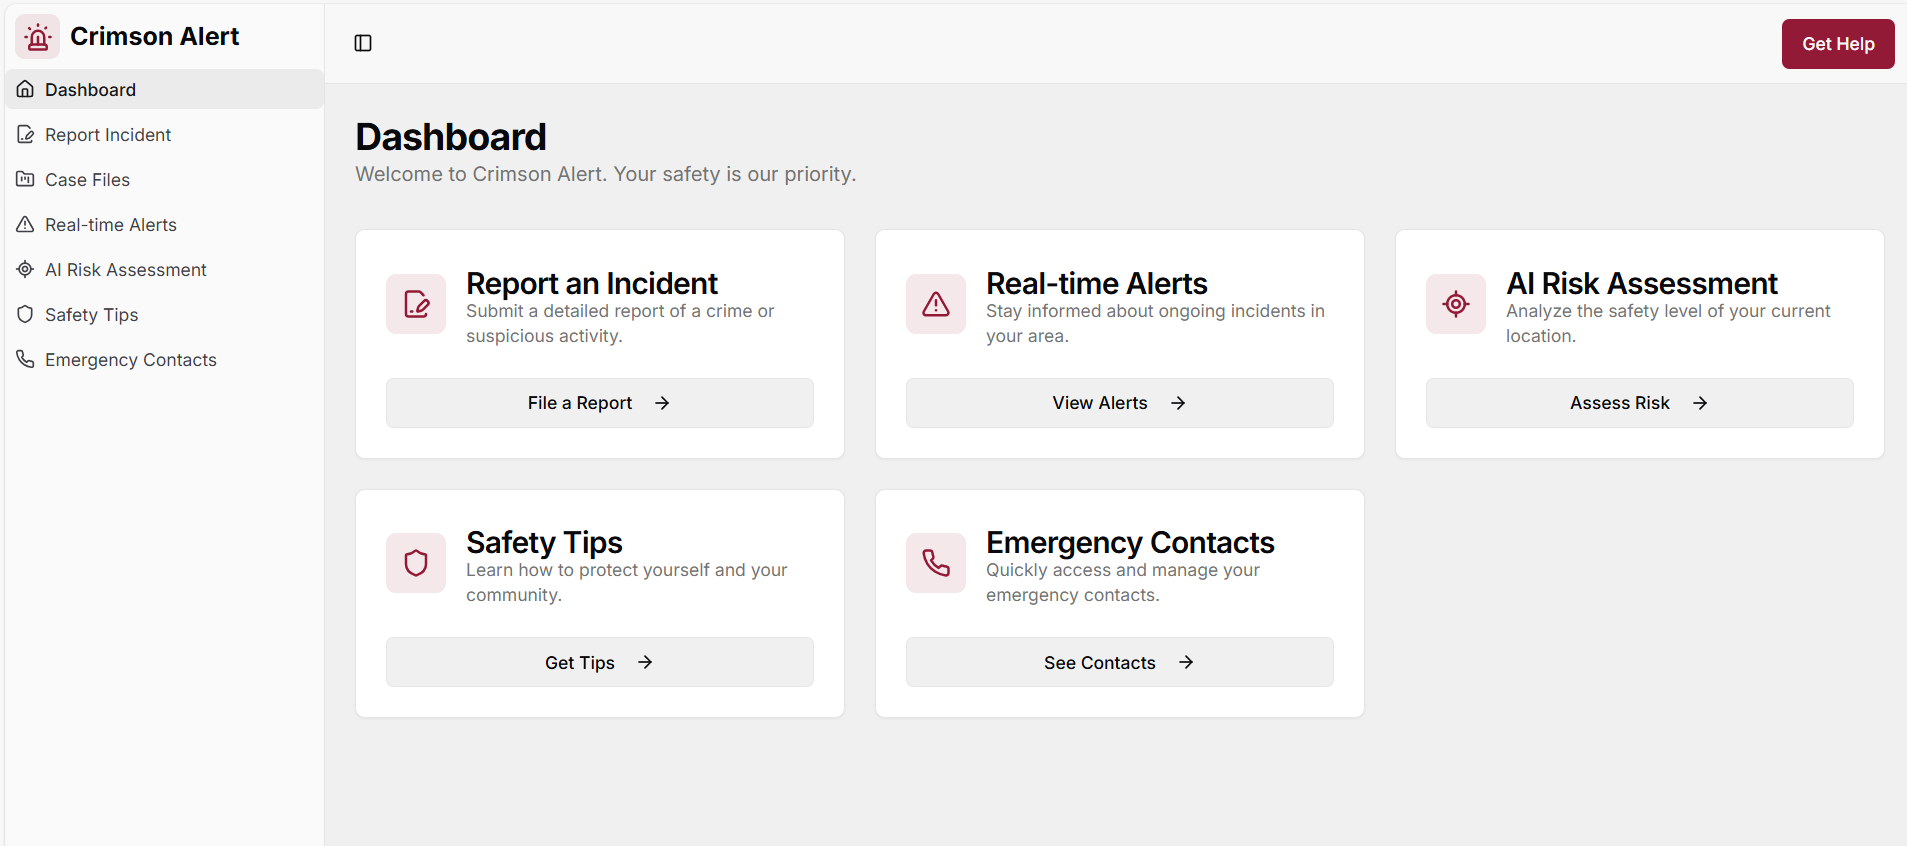 Crimson Alert
Get Help
Dashboard
Report Incident
Case Files
Real-time Alerts
AI Risk Assessment
Safety Tips
Emergency Contacts
Dashboard
Welcome to Crimson Alert. Your safety is our priority.
Report an Incident
Submit a detailed report of a crime or
suspicious activity.
File a Report
Real-time Alerts
Stay informed about ongoing incidents in
your area.
View Alerts
AI Risk Assessment
Analyze the safety level of your current
location.
Assess Risk
Safety Tips
Learn how to protect yourself and your
community.
Get Tips
Emergency Contacts
Quickly access and manage your
emergency contacts.
See Contacts